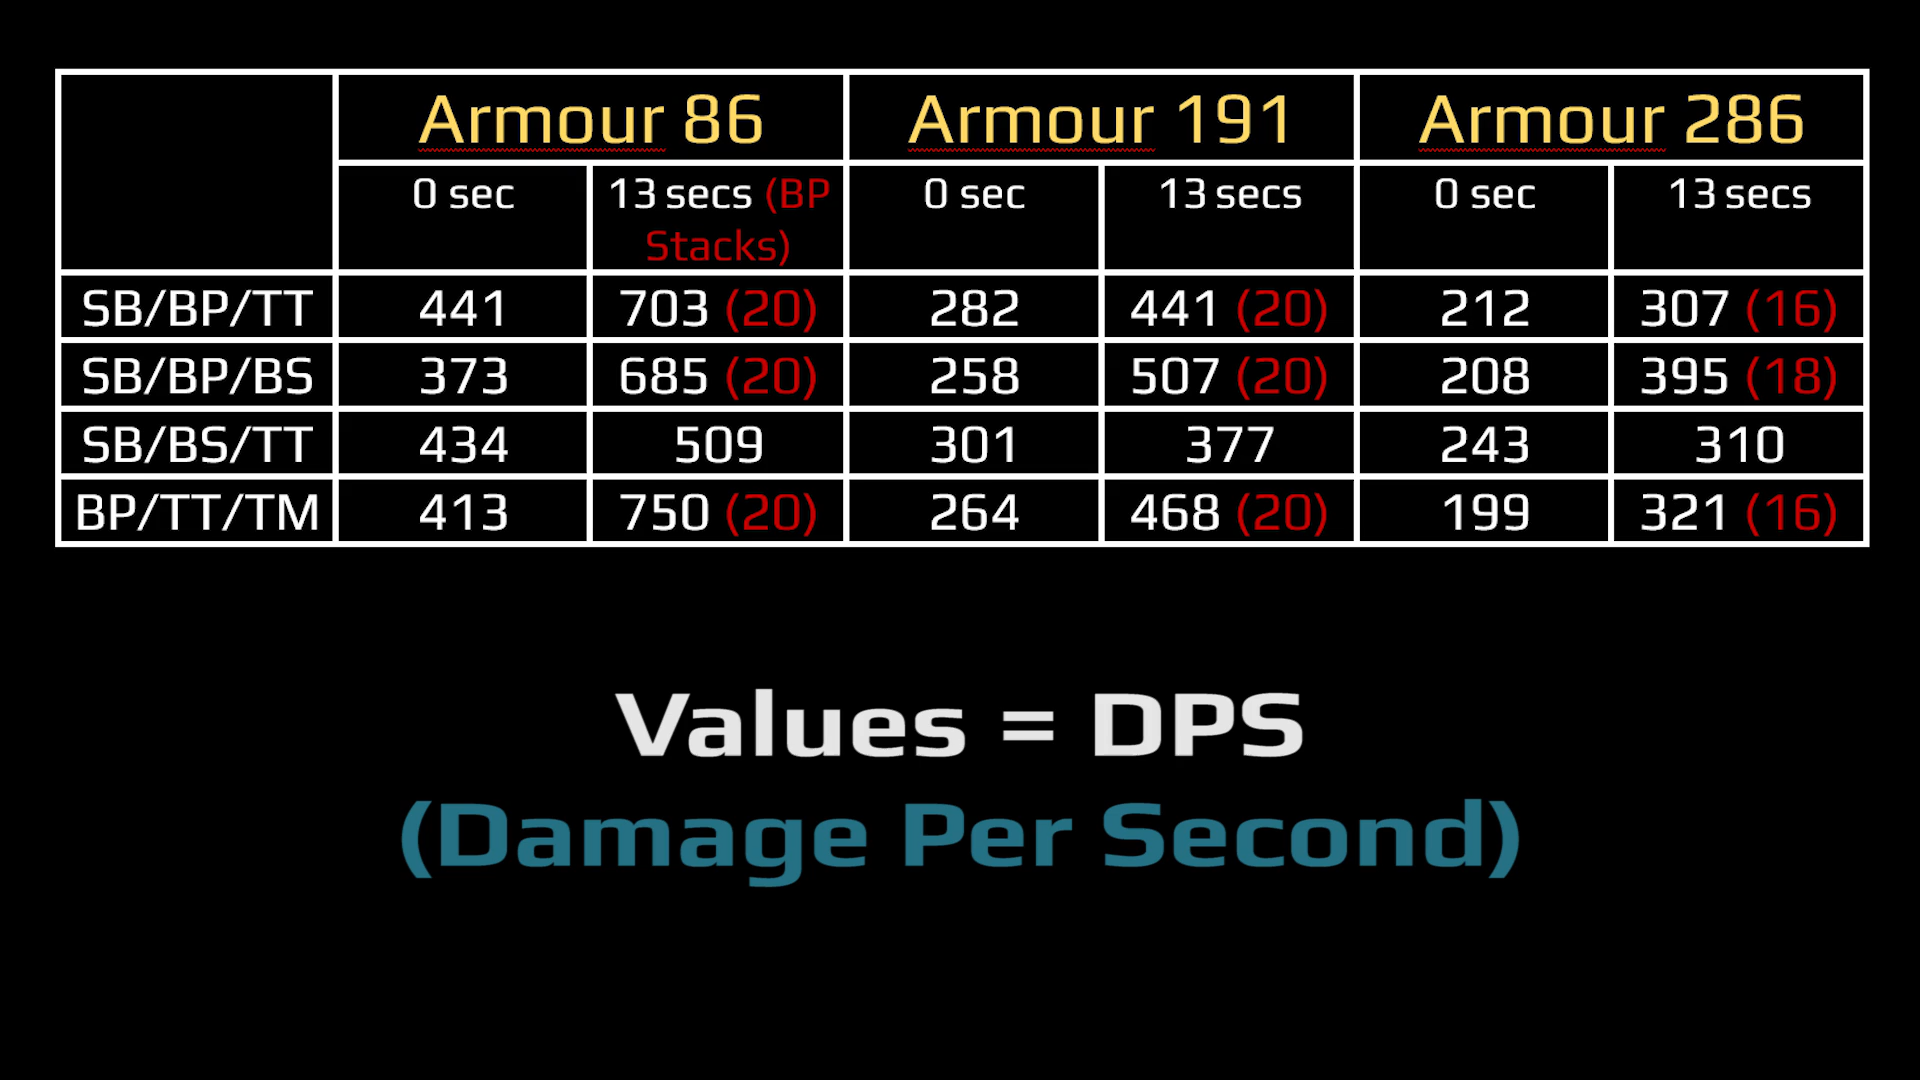 Armour 86 Armour 191 Armour 286
0 sec 13 secs (BP Stacks) 0 sec 13 secs 0 sec 13 secs
SB/BP/TT 441 703 (20) 282 441 (20) 212 307 (16)
SB/BP/BS 373 685 (20) 258 507 (20) 208 395 (18)
SB/BS/TT 434 509 301 377 243 310
BP/TT/TM 413 750 (20) 264 468 (20) 199 321 (16)
Values = DPS
(Damage Per Second)